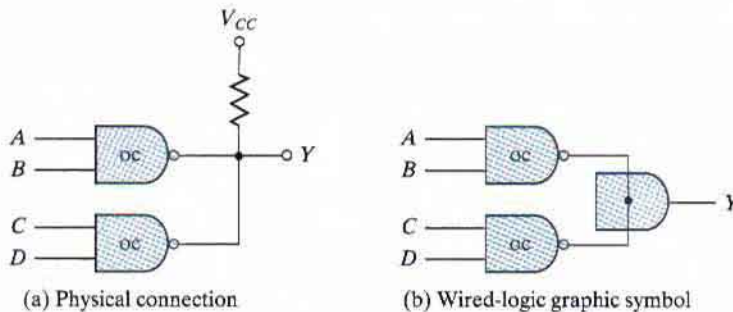 V_CC
A
B
OC
Y
C
D
OC
(a) Physical connection
A
B
OC
C
D
OC
Y
(b) Wired-logic graphic symbol